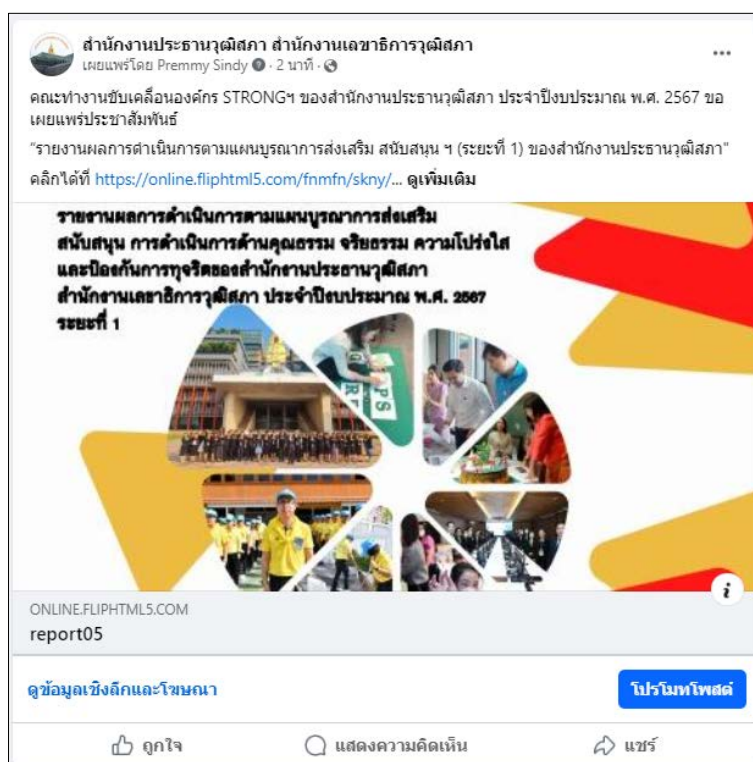 สำนักงานประธานวุฒิสภา สำนักงานเลขาธิการวุฒิสภา
เผยแพร่โดย Premmy Sindy · 2 นาที ·
คณะทำงานขับเคลื่อนองค์กร STRONGฯ ของสำนักงานประธานวุฒิสภา ประจำปีงบประมาณ พ.ศ. 2567 ขอ
เผยแพร่ประชาสัมพันธ์
"รายงานผลการดำเนินการตามแผนบูรณาการส่งเสริม สนับสนุน ฯ (ระยะที่ 1) ของสำนักงานประธานวุฒิสภา"
คลิกได้ที่ https://online.fliphtml5.com/fnmfn/skny/... ดูเพิ่มเติม
รายงานผลการดำเนินการตามแผนบูรณาการส่งเสริม
สนับสนุน การดำเนินการด้านคุณธรรม จริยธรรม ความโปร่งใส
และป้องกันการทุจริตของสำนักงานประธานวุฒิสภา
สำนักงานเลขาธิการวุฒิสภา ประจำปีงบประมาณ พ.ศ. 2567
ระยะที่ 1
ONLINE.FLIPHTML5.COM
report05
ดูข้อมูลเชิงลึกและโฆษณา
โปรโมทโพสต์
ถูกใจ แสดงความคิดเห็น แชร์